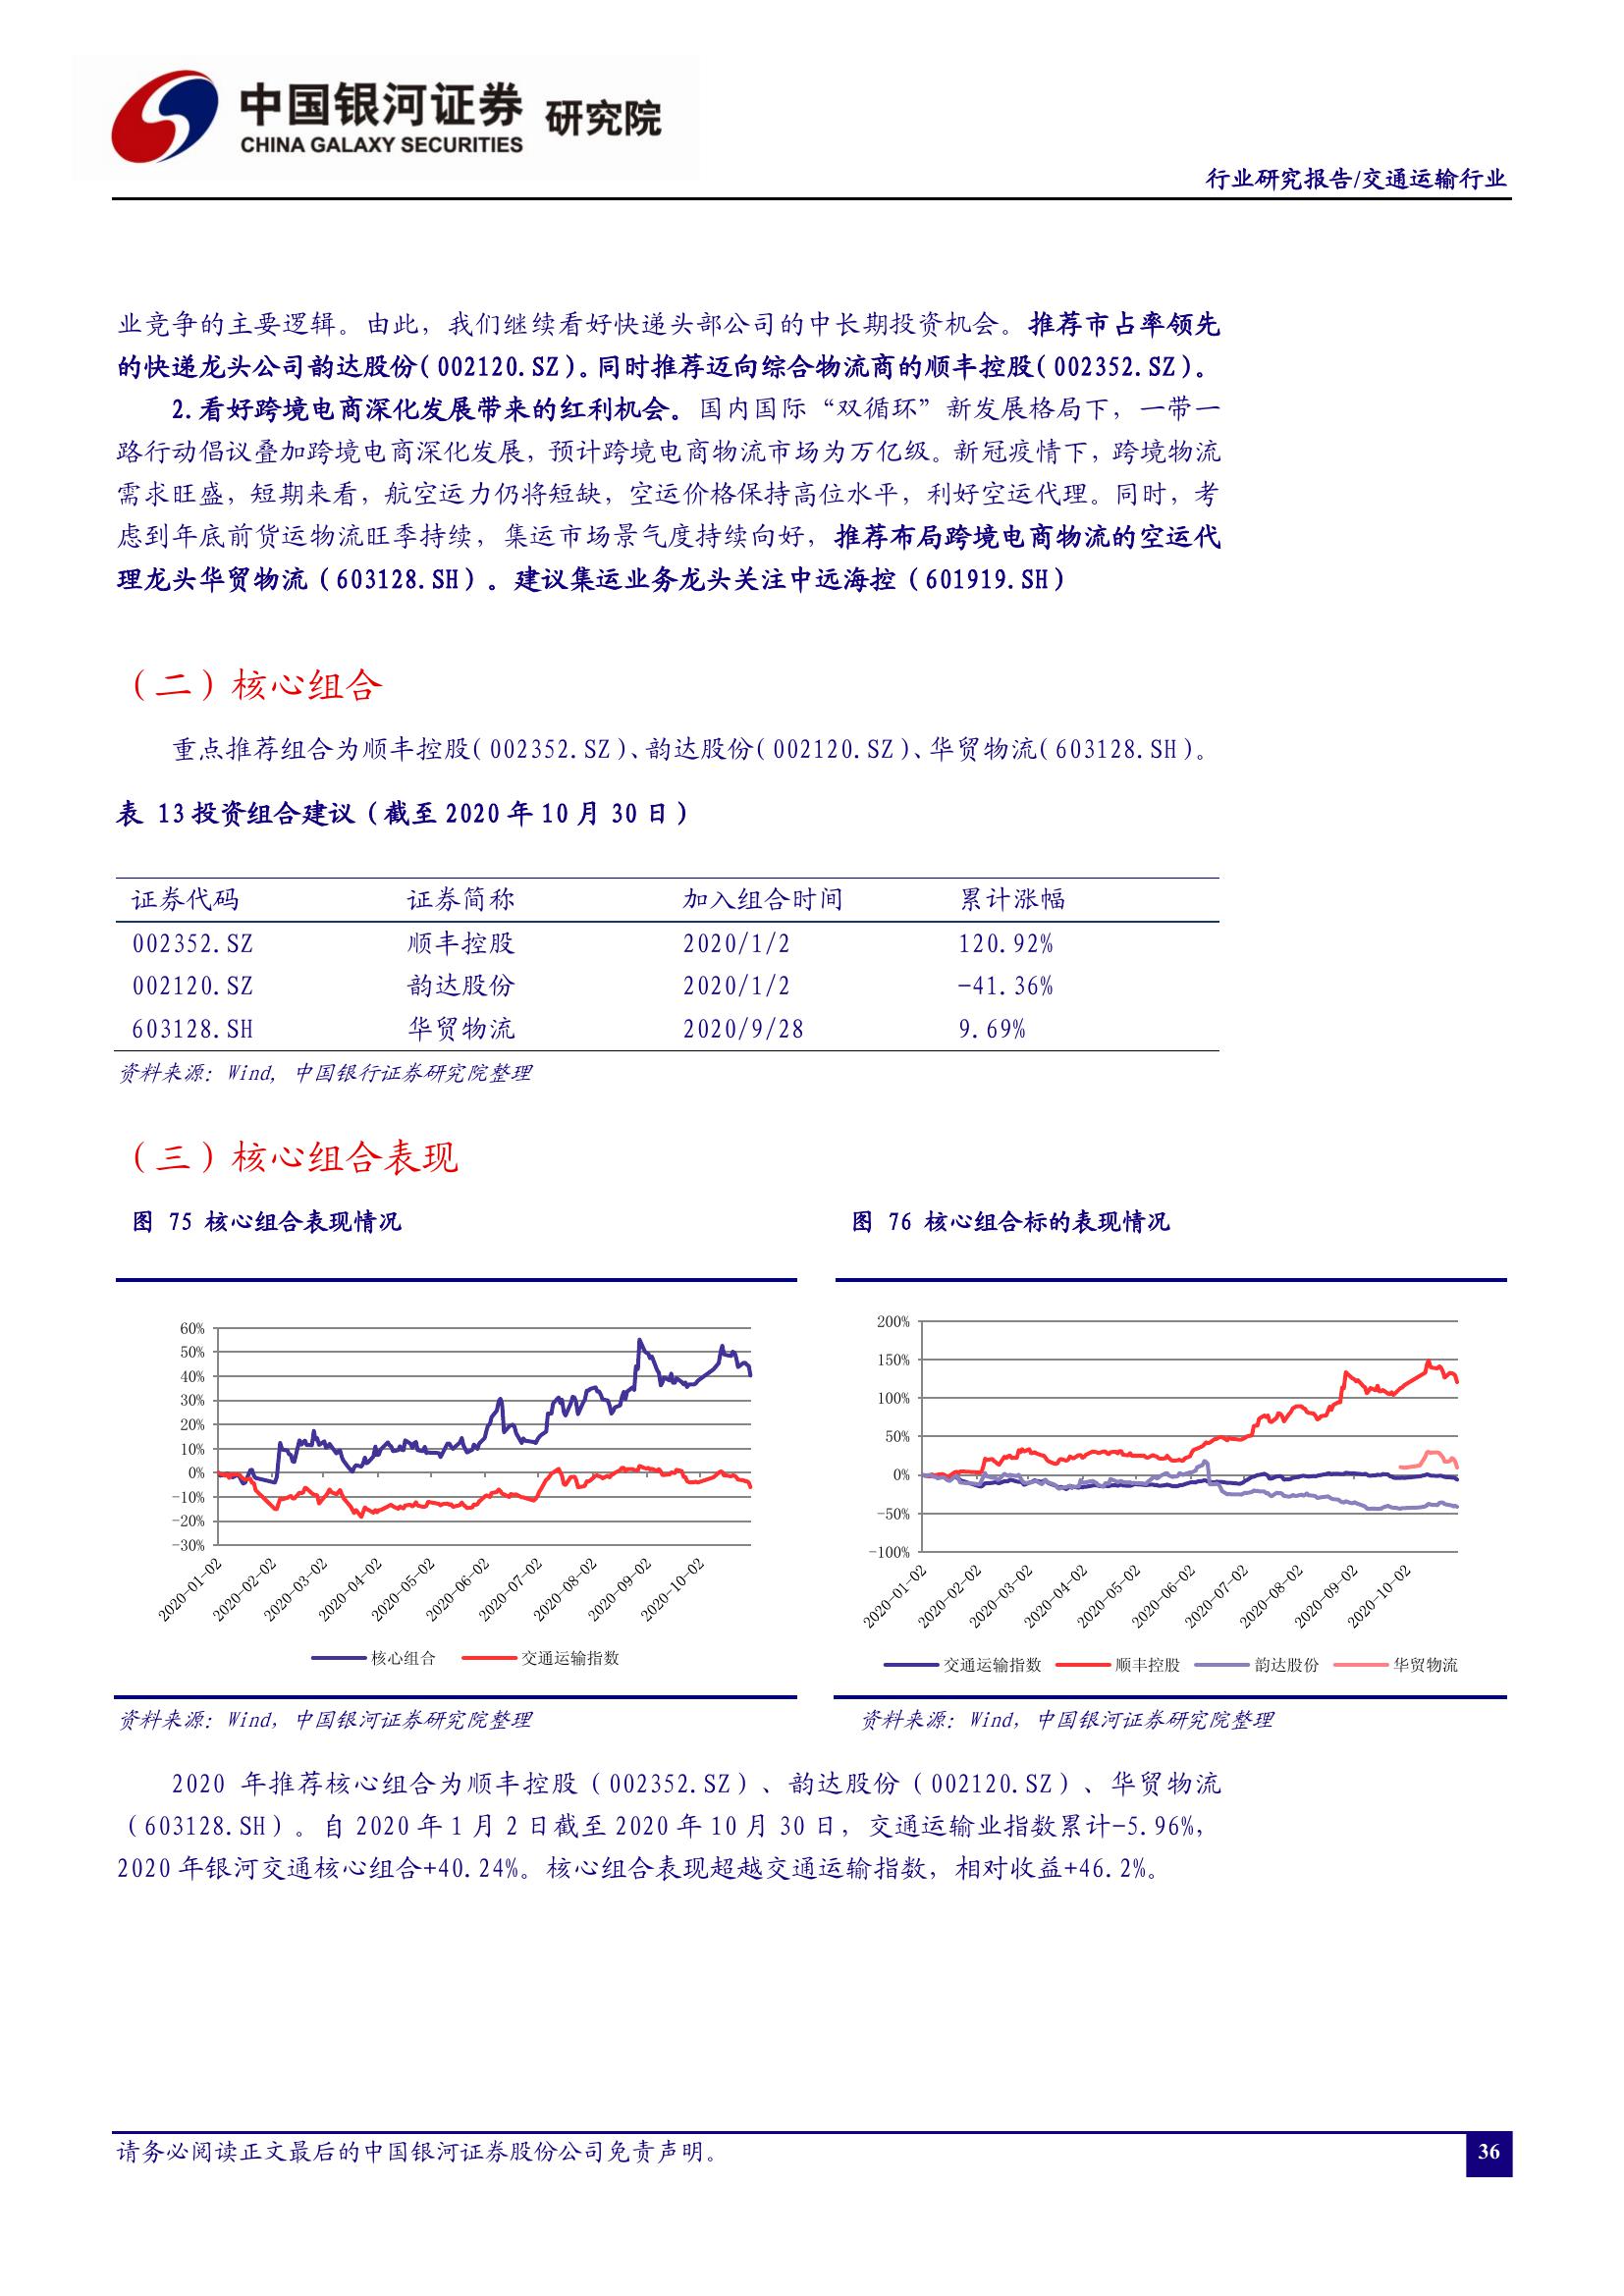 中国银河证券 研究院
CHINA GALAXY SECURITIES
行业研究报告/交通运输行业
业竞争的主要逻辑。由此，我们继续看好快递头部公司的中长期投资机会。推荐市占率领先
的快递龙头公司韵达股份(002120.SZ)。同时推荐迈向综合物流商的顺丰控股(002352.SZ)。
2.看好跨境电商深化发展带来的红利机会。国内国际“双循环”新发展格局下，一带一
路行动倡议叠加跨境电商深化发展，预计跨境电商物流市场为万亿级。新冠疫情下，跨境物流
需求旺盛，短期来看，航空运力仍将短缺，空运价格保持高位水平，利好空运代理。同时，考
虑到年底前货运物流旺季持续，集运市场景气度持续向好，推荐布局跨境电商物流的空运代
理龙头华贸物流（603128.SH）。建议集运业务龙头关注中远海控（601919.SH）
（二）核心组合
重点推荐组合为顺丰控股(002352.SZ)、韵达股份(002120.SZ)、华贸物流(603128.SH)。
表 13 投资组合建议（截至 2020 年 10 月 30 日）
证券代码 证券简称 加入组合时间 累计涨幅
002352.SZ 顺丰控股 2020/1/2 120.92%
002120.SZ 韵达股份 2020/1/2 -41.36%
603128.SH 华贸物流 2020/9/28 9.69%
资料来源：Wind, 中国银行证券研究院整理
（三）核心组合表现
图 75 核心组合表现情况
60%
50%
40%
30%
20%
10%
0%
-10%
-20%
-30%
2020-01-02 2020-02-02 2020-03-02 2020-04-02 2020-05-02 2020-06-02 2020-07-02 2020-08-02 2020-09-02 2020-10-02
核心组合 交通运输指数
资料来源：Wind, 中国银河证券研究院整理
图 76 核心组合标的表现情况
200%
150%
100%
50%
0%
-50%
-100%
2020-01-02 2020-02-02 2020-03-02 2020-04-02 2020-05-02 2020-06-02 2020-07-02 2020-08-02 2020-09-02 2020-10-02
交通运输指数 顺丰控股 韵达股份 华贸物流
资料来源：Wind, 中国银河证券研究院整理
2020 年推荐核心组合为顺丰控股（002352.SZ）、韵达股份（002120.SZ）、华贸物流
（603128.SH）。自 2020 年 1 月 2 日截至 2020 年 10 月 30 日，交通运输业指数累计-5.96%，
2020 年银河交通核心组合+40.24%。核心组合表现超越交通运输指数，相对收益+46.2%。
请务必阅读正文最后的中国银河证券股份公司免责声明。
36